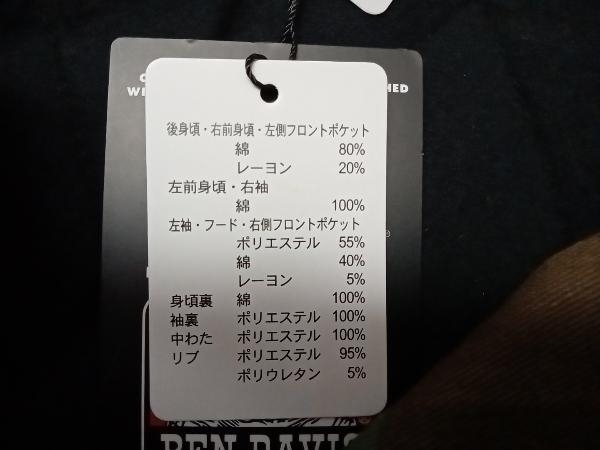 後身頃・右前身頃・左側フロントポケット
綿 80%
レーヨン 20%
左前身頃・右袖
綿 100%
左袖・フード・右側フロントポケット
ポリエステル 55%
綿 40%
レーヨン 5%
身頃裏 綿 100%
袖裏 ポリエステル 100%
中わた ポリエステル 100%
リブ ポリエステル 95%
ポリウレタン 5%
BEN DAVIS